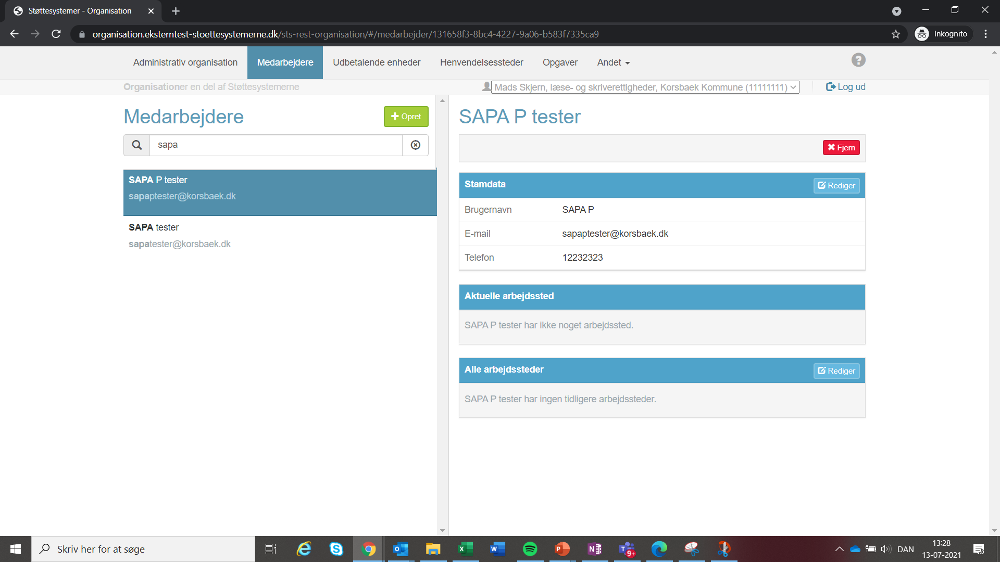 Støttesystemer - Organisation
organisation.eksterntest-stoettesystemerne.dk/sts-rest-organisation/#/medarbejder/131658f3-8bc4-4227-9a06-b583f7335ca9
Inkognito
Administrativ organisation Medarbejdere Udbetalende enheder Henvendelsessteder Opgaver Andet
Organisationer en del af Støttesystemerne
Mads Skjern, læse- og skriverettigheder, Korsbaek Kommune (11111111)
Log ud
Medarbejdere
Opret
sapa
SAPA P tester
sapaptester@korsbaek.dk
SAPA tester
sapatester@korsbaek.dk
SAPA P tester
Fjern
Stamdata
Rediger
Brugernavn SAPA P
E-mail sapaptester@korsbaek.dk
Telefon 12232323
Aktuelle arbejdssted
SAPA P tester har ikke noget arbejdssted.
Alle arbejdssteder
Rediger
SAPA P tester har ingen tidligere arbejdssteder.
Skriv her for at søge
9+
DAN
13:28
13-07-2021